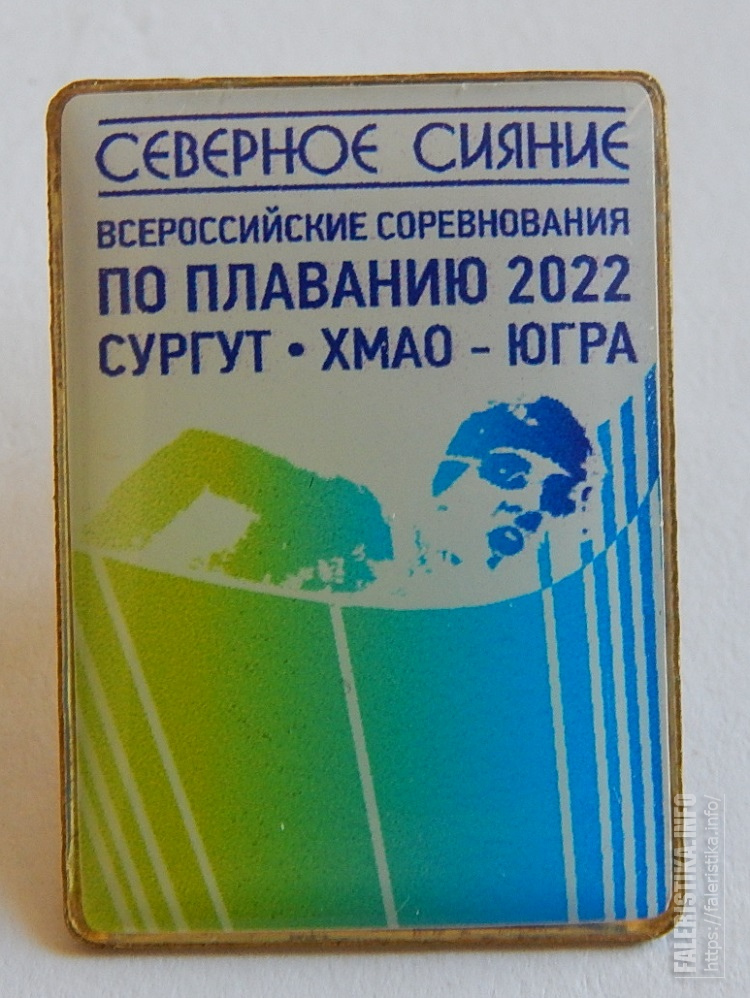 СЕВЕРНОЕ СИЯНИЕ
ВСЕРОССИЙСКИЕ СОРЕВНОВАНИЯ
ПО ПЛАВАНИЮ 2022
СУРГУТ • ХМАО - ЮГРА
FALERISTIKA.INFO
https://faleristika.info/